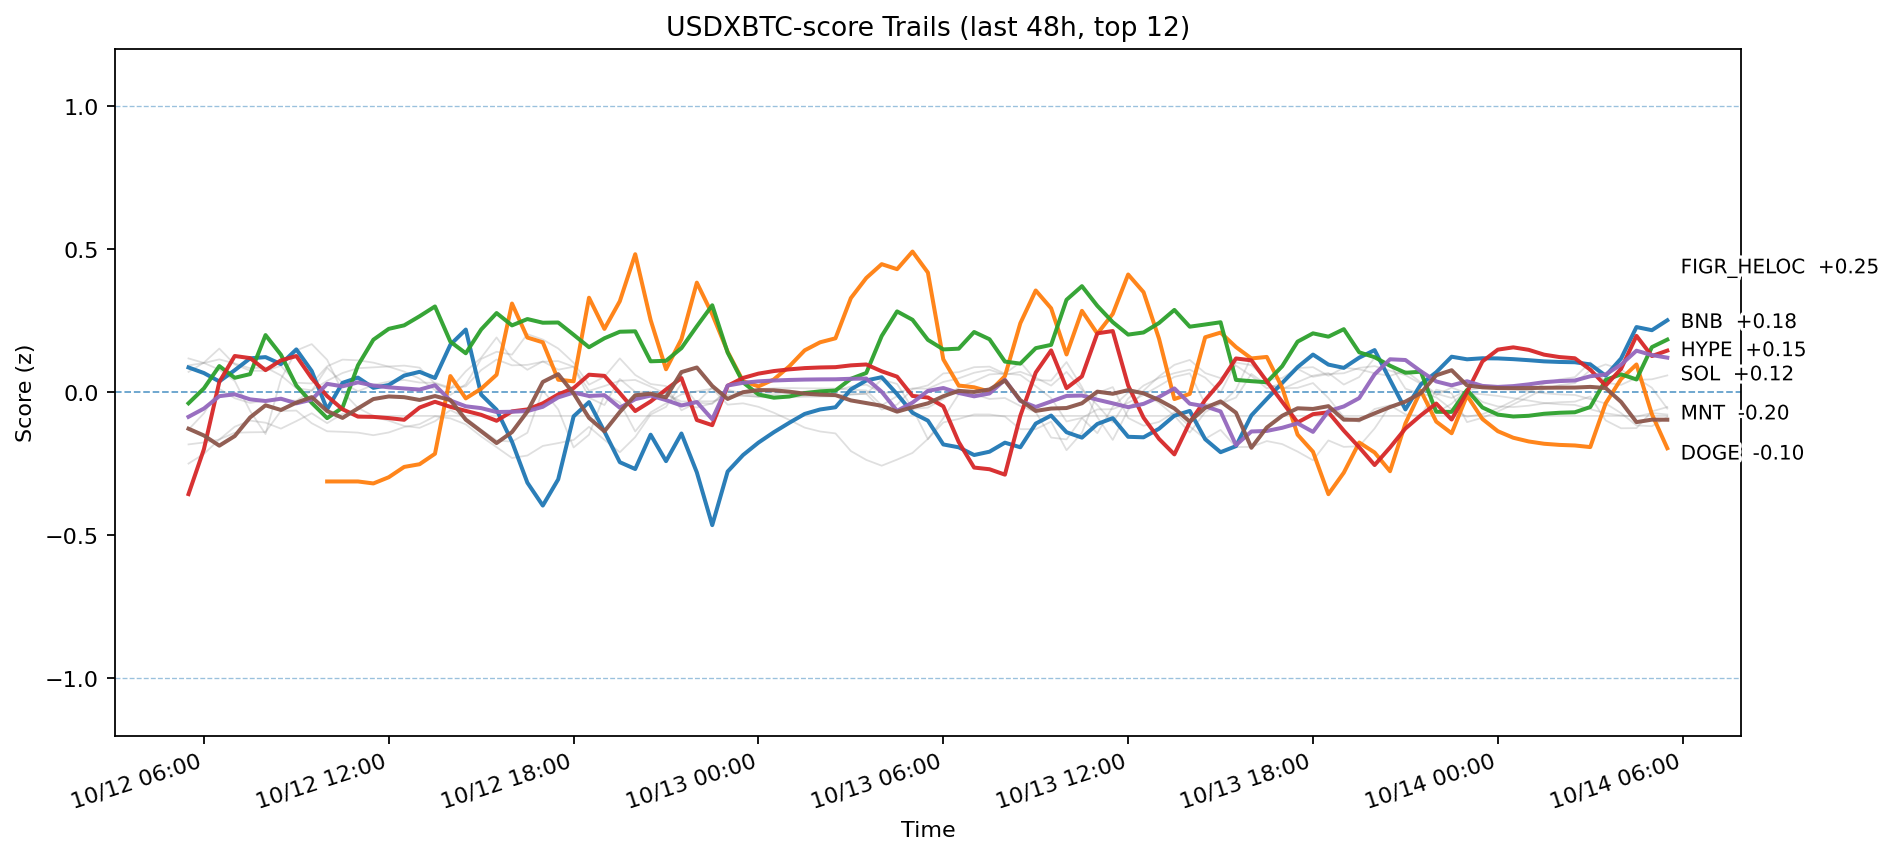 USDXBTC-score Trails (last 48h, top 12)
Score (z)
1.0
0.5
0.0
−0.5
−1.0
FIGR_HELOC +0.25
BNB +0.18
HYPE +0.15
SOL +0.12
MNT -0.20
DOGE -0.10
10/12 06:00
10/12 12:00
10/12 18:00
10/13 00:00
10/13 06:00
10/13 12:00
10/13 18:00
10/14 00:00
10/14 06:00
Time